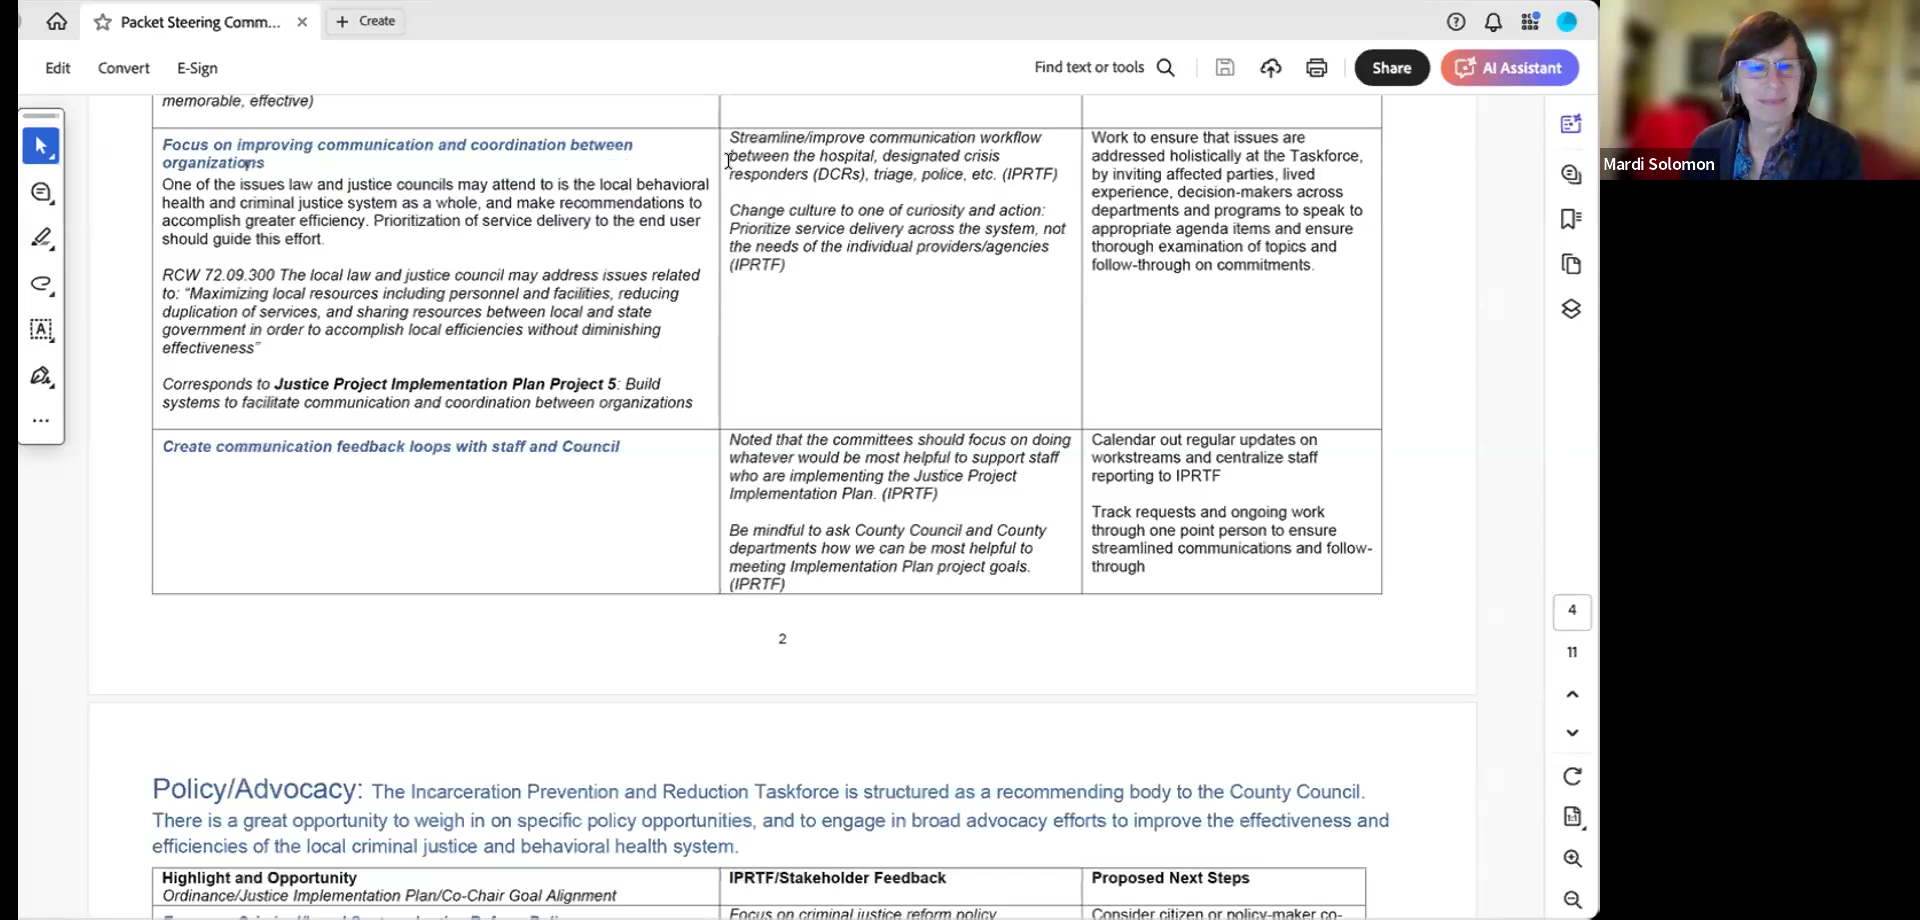 Packet Steering Comm...
Create
Edit
Convert
E-Sign
Find text or tools
Share
AI Assistant
Mardi Solomon
memorable, effective)
Focus on improving communication and coordination between
organizations
One of the issues law and justice councils may attend to is the local behavioral
health and criminal justice system as a whole, and make recommendations to
accomplish greater efficiency. Prioritization of service delivery to the end user
should guide this effort.
RCW 72.09.300 The local law and justice council may address issues related
to: “Maximizing local resources including personnel and facilities, reducing
duplication of services, and sharing resources between local and state
government in order to accomplish local efficiencies without diminishing
effectiveness”
Corresponds to Justice Project Implementation Plan Project 5: Build
systems to facilitate communication and coordination between organizations
Streamline/improve communication workflow
between the hospital, designated crisis
responders (DCRs), triage, police, etc. (IPRTF)
Change culture to one of curiosity and action:
Prioritize service delivery across the system, not
the needs of the individual providers/agencies
(IPRTF)
Work to ensure that issues are
addressed holistically at the Taskforce,
by inviting affected parties, lived
experience, decision-makers across
departments and programs to speak to
appropriate agenda items and ensure
thorough examination of topics and
follow-through on commitments.
Create communication feedback loops with staff and Council
Noted that the committees should focus on doing
whatever would be most helpful to support staff
who are implementing the Justice Project
Implementation Plan. (IPRTF)
Be mindful to ask County Council and County
departments how we can be most helpful to
meeting Implementation Plan project goals.
(IPRTF)
Calendar out regular updates on
workstreams and centralize staff
reporting to IPRTF
Track requests and ongoing work
through one point person to ensure
streamlined communications and follow-
through
2
4
11
Policy/Advocacy: The Incarceration Prevention and Reduction Taskforce is structured as a recommending body to the County Council.
There is a great opportunity to weigh in on specific policy opportunities, and to engage in broad advocacy efforts to improve the effectiveness and
efficiencies of the local criminal justice and behavioral health system.
Highlight and Opportunity
Ordinance/Justice Implementation Plan/Co-Chair Goal Alignment
IPRTF/Stakeholder Feedback
Proposed Next Steps
Focus on criminal justice reform policy
Consider citizen or policy-maker co-